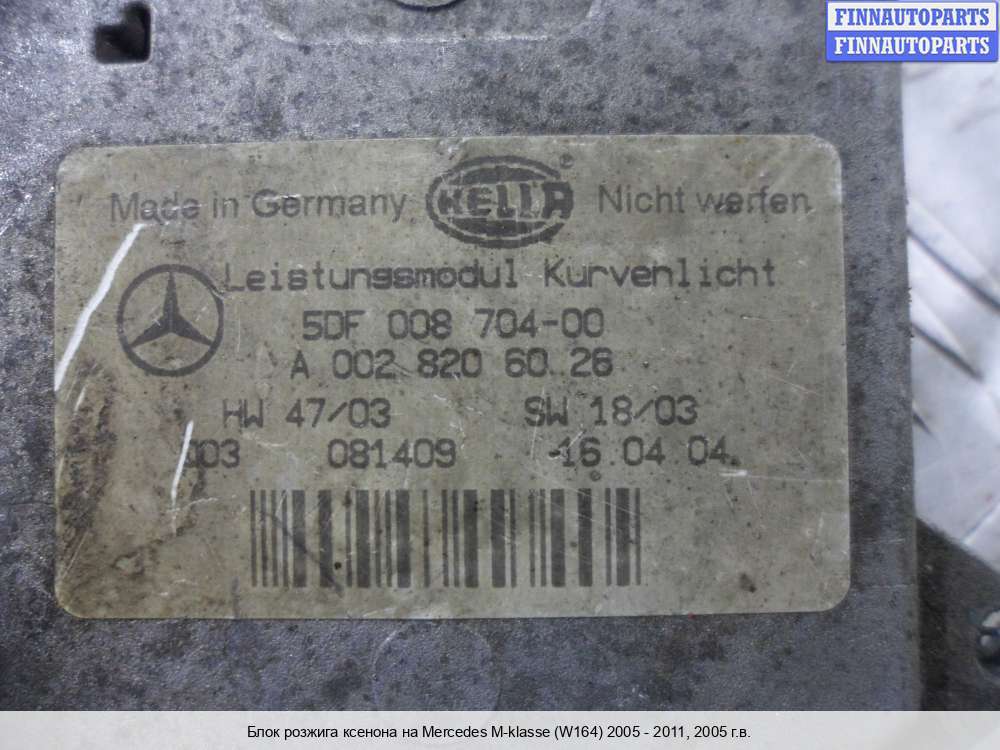 FINNAUTOPARTS
FINNAUTOPARTS
Made in Germany HELLA ® Nicht werfen
Leistungsmodul Kurvenlicht
5DF 008 704-00
A 002 820 60 26
HW 47/03 SW 18/03
003 081409 16.04.04
Блок розжига ксенона на Mercedes M-klasse (W164) 2005 - 2011, 2005 г.в.